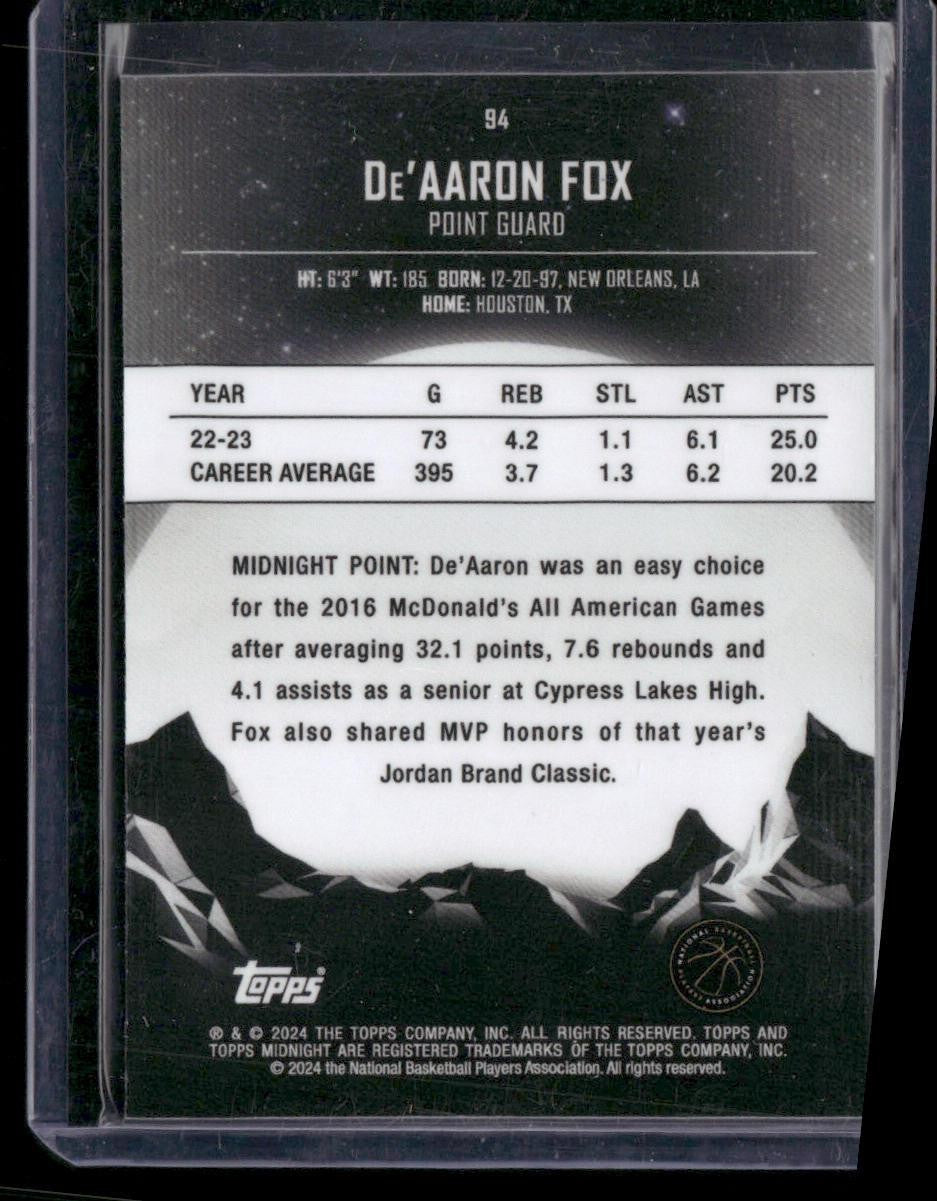 94
De'AARON FOX
POINT GUARD
HT: 6'3" WT: 185 BORN: 12-20-97, NEW ORLEANS, LA
HOME: HOUSTON, TX
YEAR G REB STL AST PTS
22-23 73 4.2 1.1 6.1 25.0
CAREER AVERAGE 395 3.7 1.3 6.2 20.2
MIDNIGHT POINT: De'Aaron was an easy choice
for the 2016 McDonald's All American Games
after averaging 32.1 points, 7.6 rebounds and
4.1 assists as a senior at Cypress Lakes High.
Fox also shared MVP honors of that year's
Jordan Brand Classic.
topps®
NATIONAL BASKETBALL PLAYERS ASSOCIATION
® & © 2024 THE TOPPS COMPANY, INC. ALL RIGHTS RESERVED. TOPPS AND
TOPPS MIDNIGHT ARE REGISTERED TRADEMARKS OF THE TOPPS COMPANY, INC.
© 2024 the National Basketball Players Association. All rights reserved.